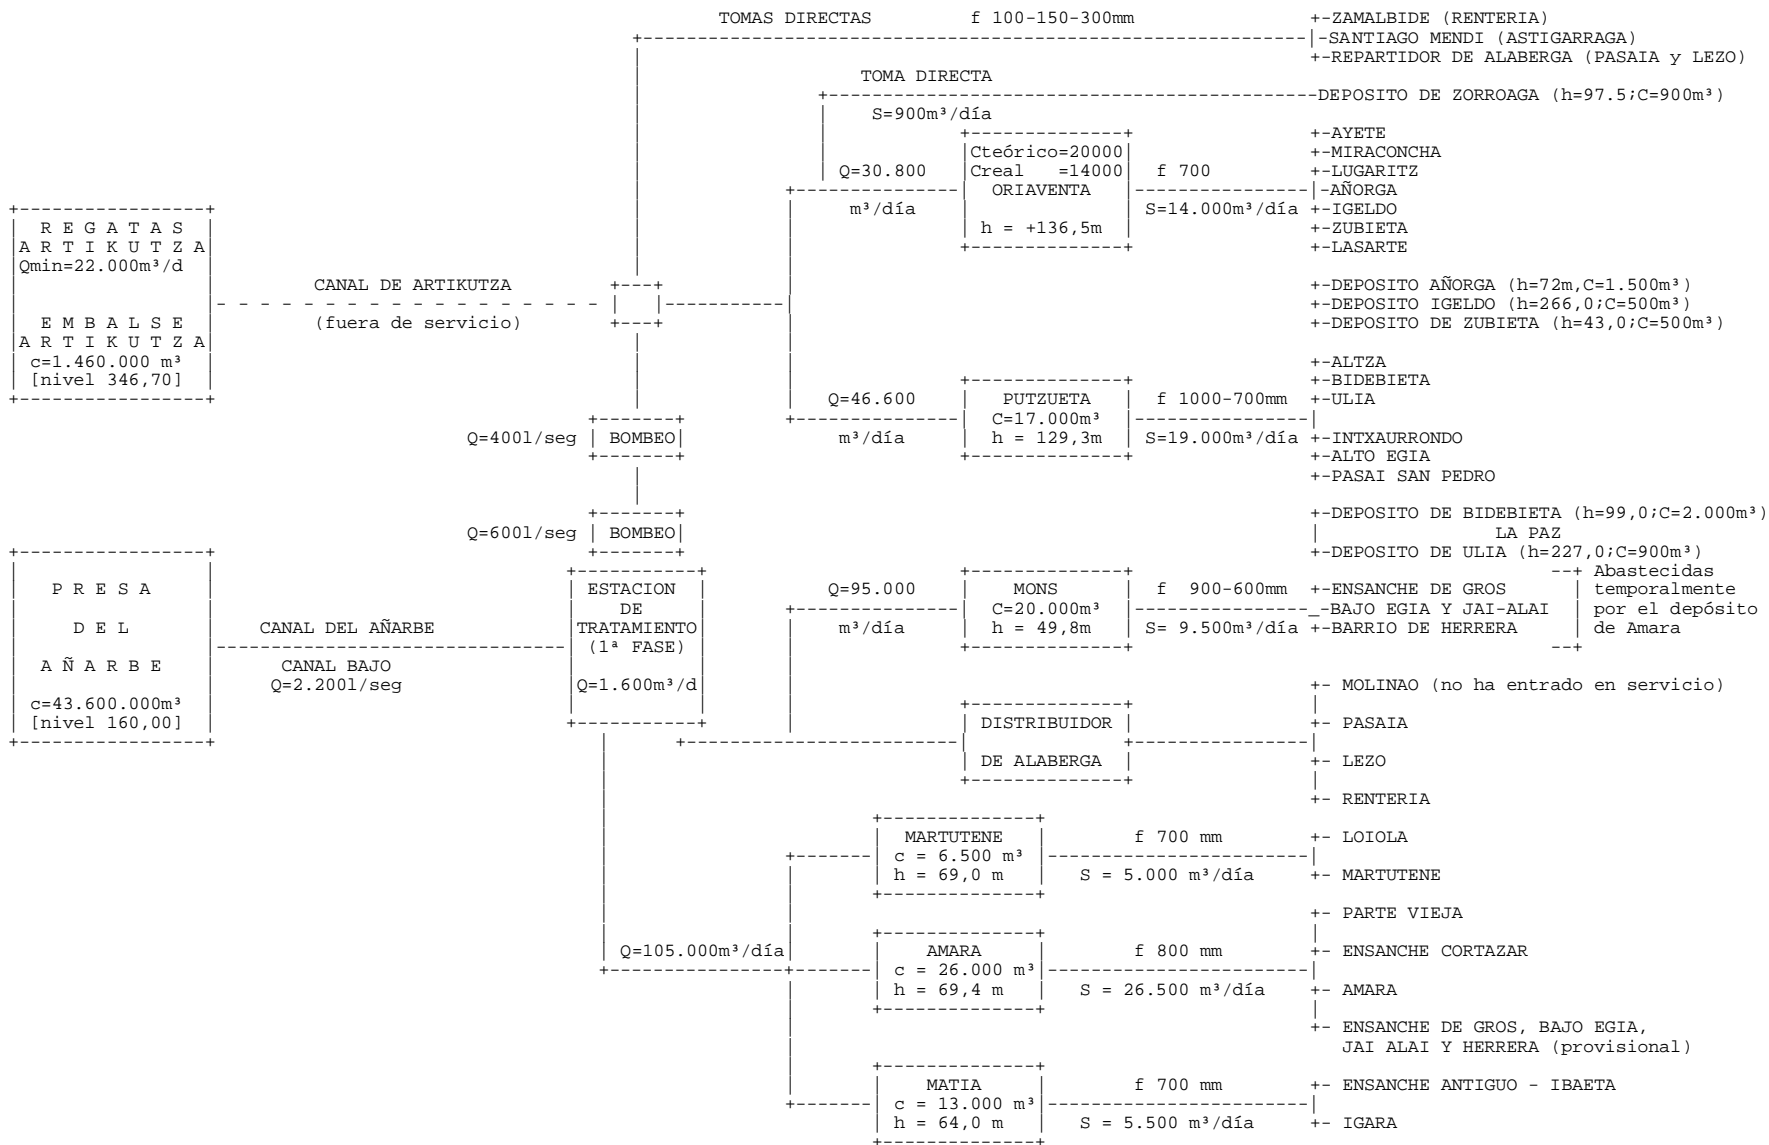 TOMAS DIRECTAS f 100-150-300mm +-ZAMALBIDE (RENTERIA)
-SANTIAGO MENDI (ASTIGARRAGA)
+-REPARTIDOR DE ALABERGA (PASAIA y LEZO)
TOMA DIRECTA
DEPOSITO DE ZORROAGA (h=97.5;C=900m³)
S=900m³/día
+-AYETE
Cteórico=20000 +-MIRACONCHA
Q=30.800 Creal =14000 f 700 +-LUGARITZ
ORIAVENTA -AÑORGA
m³/día S=14.000m³/día +-IGELDO
R E G A T A S h = +136,5m +-ZUBIETA
A R T I K U T Z A +-LASARTE
Qmin=22.000m³/d
CANAL DE ARTIKUTZA +-DEPOSITO AÑORGA (h=72m,C=1.500m³)
+-DEPOSITO IGELDO (h=266,0;C=500m³)
E M B A L S E (fuera de servicio) +-DEPOSITO DE ZUBIETA (h=43,0;C=500m³)
A R T I K U T Z A
c=1.460.000 m³ +-ALTZA
[nivel 346,70] +-BIDEBIETA
Q=46.600 PUTZUETA f 1000-700mm +-ULIA
C=17.000m³
Q=400l/seg BOMBEO m³/día h = 129,3m S=19.000m³/día +-INTXAURRONDO
+-ALTO EGIA
+-PASAI SAN PEDRO
+-DEPOSITO DE BIDEBIETA (h=99,0;C=2.000m³)
Q=600l/seg BOMBEO LA PAZ
+-DEPOSITO DE ULIA (h=227,0;C=900m³)
--+ Abastecidas
P R E S A ESTACION Q=95.000 MONS f 900-600mm +-ENSANCHE DE GROS temporalmente
DE C=20.000m³ -BAJO EGIA Y JAI-ALAI por el depósito
D E L CANAL DEL AÑARBE TRATAMIENTO m³/día h = 49,8m S= 9.500m³/día +-BARRIO DE HERRERA de Amara
(1ª FASE) --+
A Ñ A R B E CANAL BAJO
Q=2.200l/seg Q=1.600m³/d +- MOLINAO (no ha entrado en servicio)
c=43.600.000m³
[nivel 160,00] DISTRIBUIDOR +- PASAIA
DE ALABERGA +- LEZO
+- RENTERIA
MARTUTENE f 700 mm +- LOIOLA
c = 6.500 m³
h = 69,0 m S = 5.000 m³/día +- MARTUTENE
+- PARTE VIEJA
Q=105.000m³/día AMARA f 800 mm +- ENSANCHE CORTAZAR
c = 26.000 m³
h = 69,4 m S = 26.500 m³/día +- AMARA
+- ENSANCHE DE GROS, BAJO EGIA,
JAI ALAI Y HERRERA (provisional)
MATIA f 700 mm +- ENSANCHE ANTIGUO - IBAETA
c = 13.000 m³
h = 64,0 m S = 5.500 m³/día +- IGARA